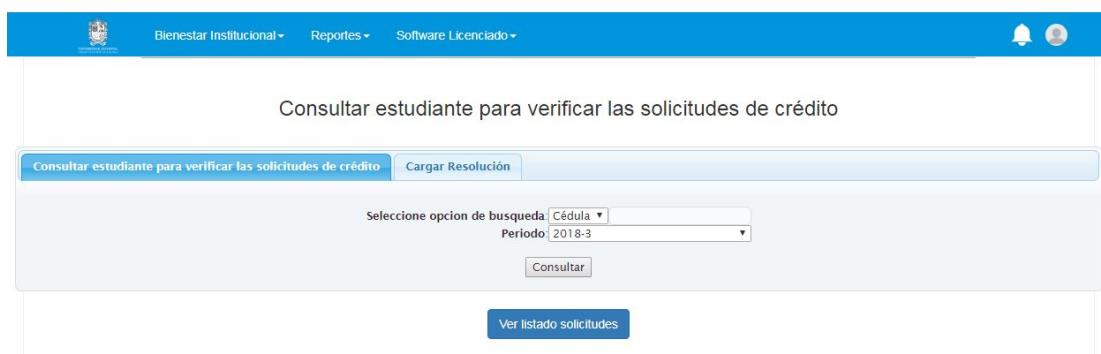 Bienestar Institucional Reportes Software Licenciado
Consultar estudiante para verificar las solicitudes de crédito
Consultar estudiante para verificar las solicitudes de crédito Cargar Resolución
Seleccione opcion de busqueda: Cédula
Periodo: 2018-3
Consultar
Ver listado solicitudes